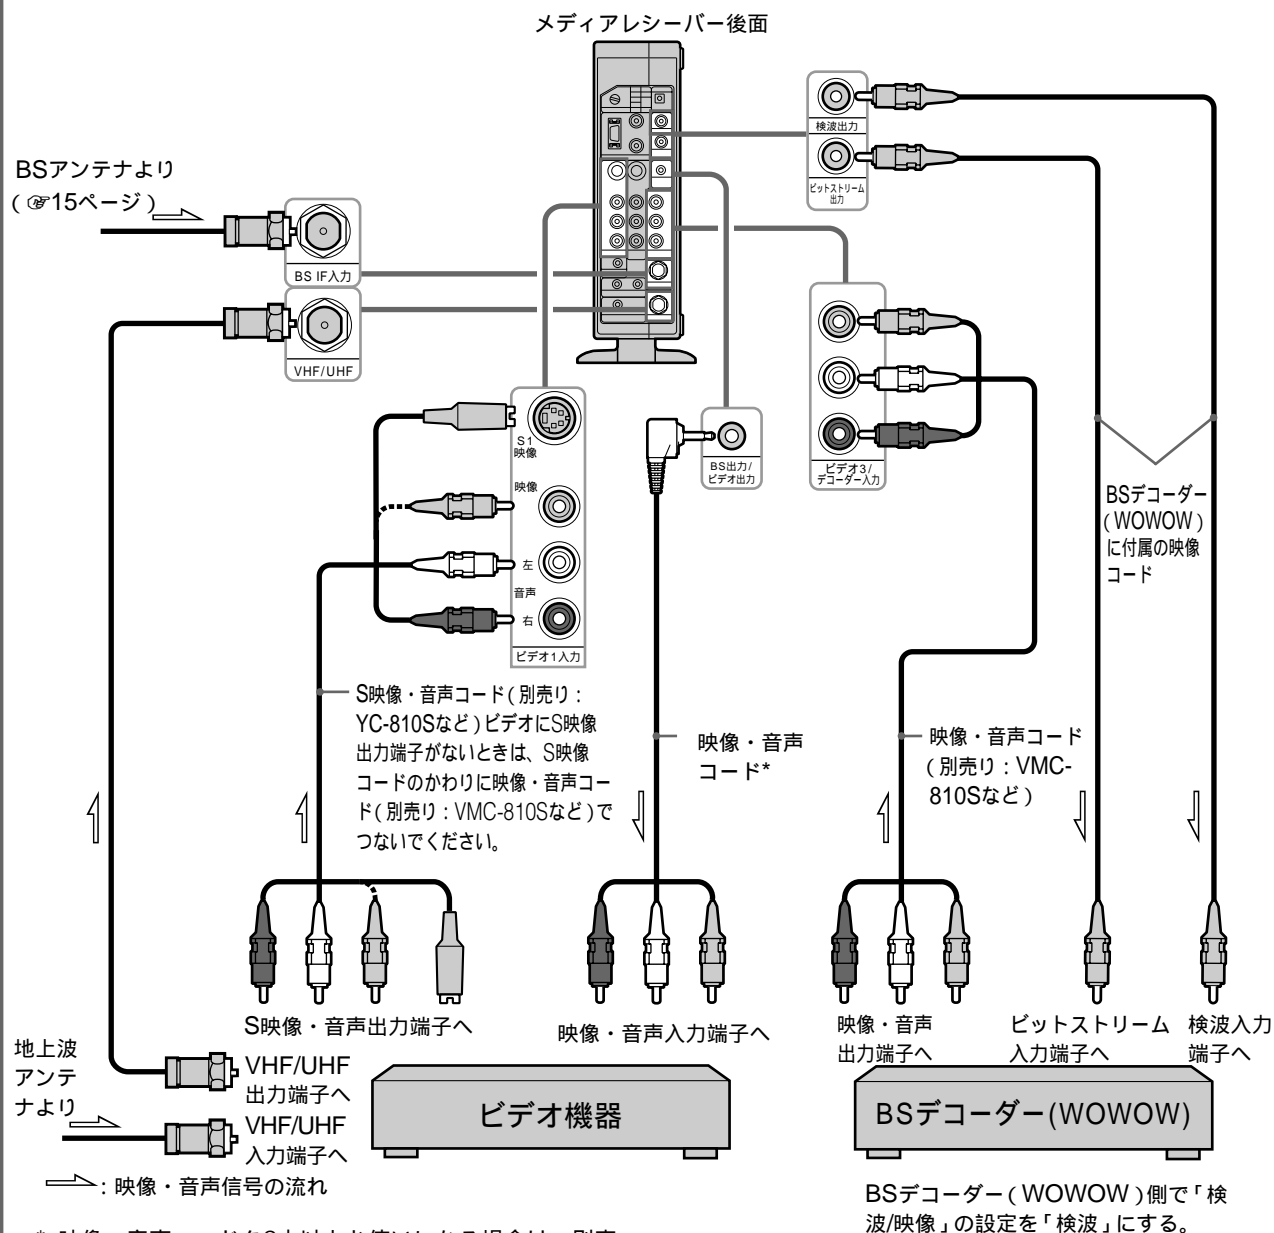 メディアレシーバー後面
BSアンテナより
(☞15ページ)
BS IF入力
VHF/UHF
検波出力
ビットストリーム
出力
S1
映像
映像
左
音声
右
ビデオ1入力
BS出力/
ビデオ出力
ビデオ3/
デコーダー入力
BSデコーダー
(WOWOW)
に付属の映像
コード
S映像・音声コード(別売り:
YC-810Sなど)ビデオにS映像
出力端子がないときは、S映像
コードのかわりに映像・音声コー
ド(別売り:VMC-810Sなど)で
つないでください。
映像・音声
コード*
映像・音声コード
(別売り:VMC-
810Sなど)
S映像・音声出力端子へ
映像・音声入力端子へ
映像・音声
出力端子へ
ビットストリーム
入力端子へ
検波入力
端子へ
地上波
アンテ
ナより
VHF/UHF
出力端子へ
VHF/UHF
入力端子へ
ビデオ機器
BSデコーダー(WOWOW)
:映像・音声信号の流れ
BSデコーダー(WOWOW)側で「検
波/映像」の設定を「検波」にする。